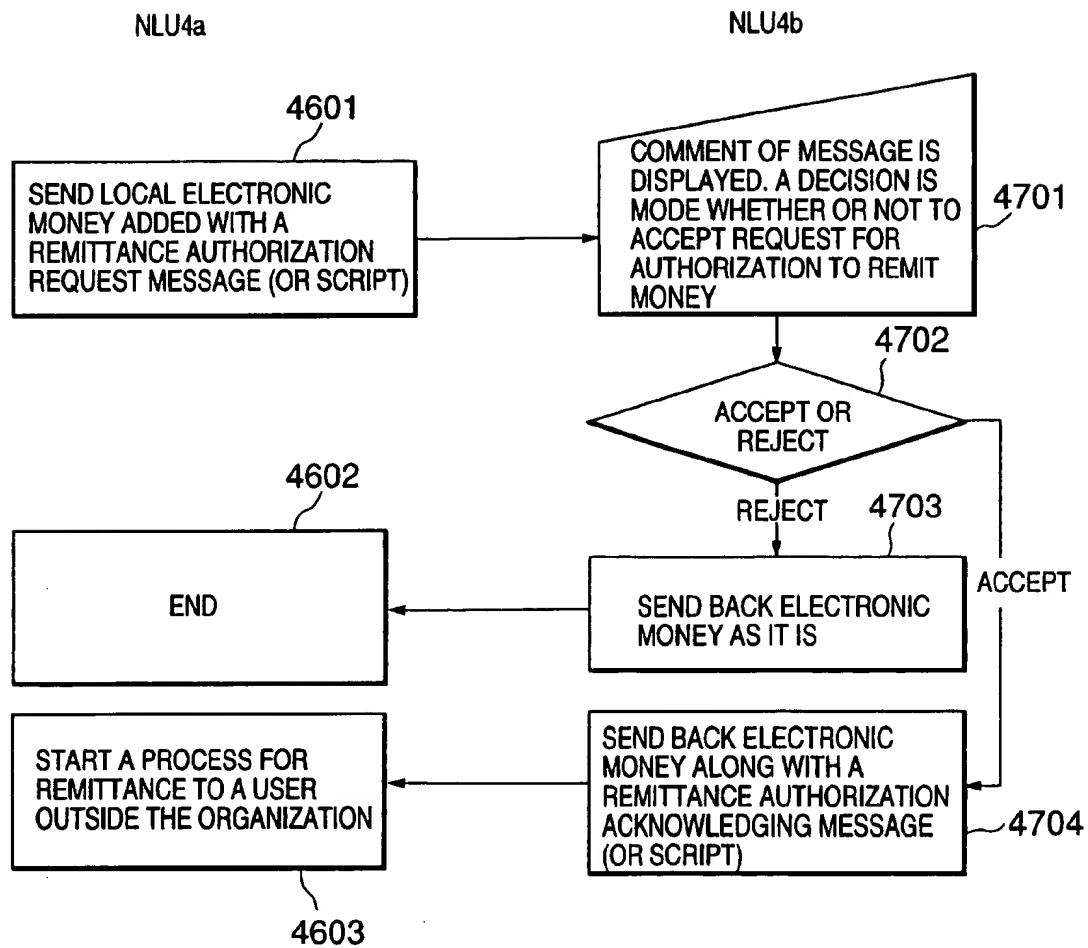 NLU4a
NLU4b
4601
SEND LOCAL ELECTRONIC
MONEY ADDED WITH A
REMITTANCE AUTHORIZATION
REQUEST MESSAGE (OR SCRIPT)
COMMENT OF MESSAGE IS
DISPLAYED. A DECISION IS
MODE WHETHER OR NOT TO
ACCEPT REQUEST FOR
AUTHORIZATION TO REMIT
MONEY
4701
4702
ACCEPT OR
REJECT
REJECT
ACCEPT
4602
END
4703
SEND BACK ELECTRONIC
MONEY AS IT IS
START A PROCESS FOR
REMITTANCE TO A USER
OUTSIDE THE ORGANIZATION
4603
SEND BACK ELECTRONIC
MONEY ALONG WITH A
REMITTANCE AUTHORIZATION
ACKNOWLEDGING MESSAGE
(OR SCRIPT)
4704